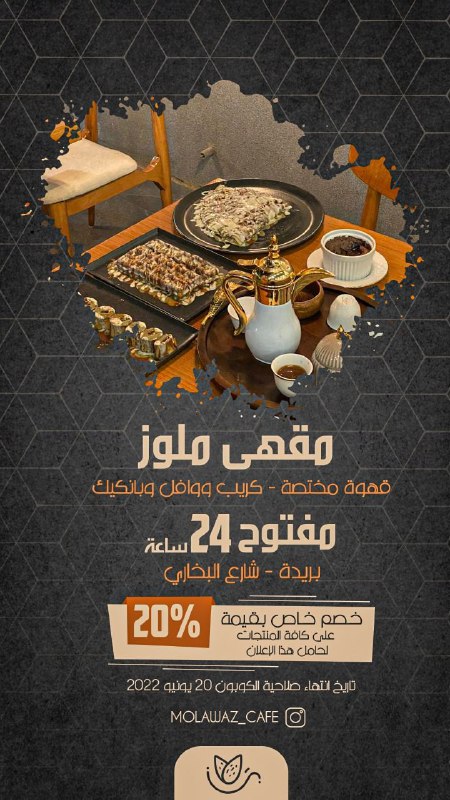 مقهى ملوز
قهوة مختصة - كريب ووافل وبانكيك
مفتوح 24 ساعة
بريدة - شارع البخاري
خصم خاص بقيمة 20%
على كافة المنتجات
لحامل هذا الإعلان
تاريخ انتهاء صلاحية الكوبون 20 يونيو 2022
MOLAWAZ_CAFE